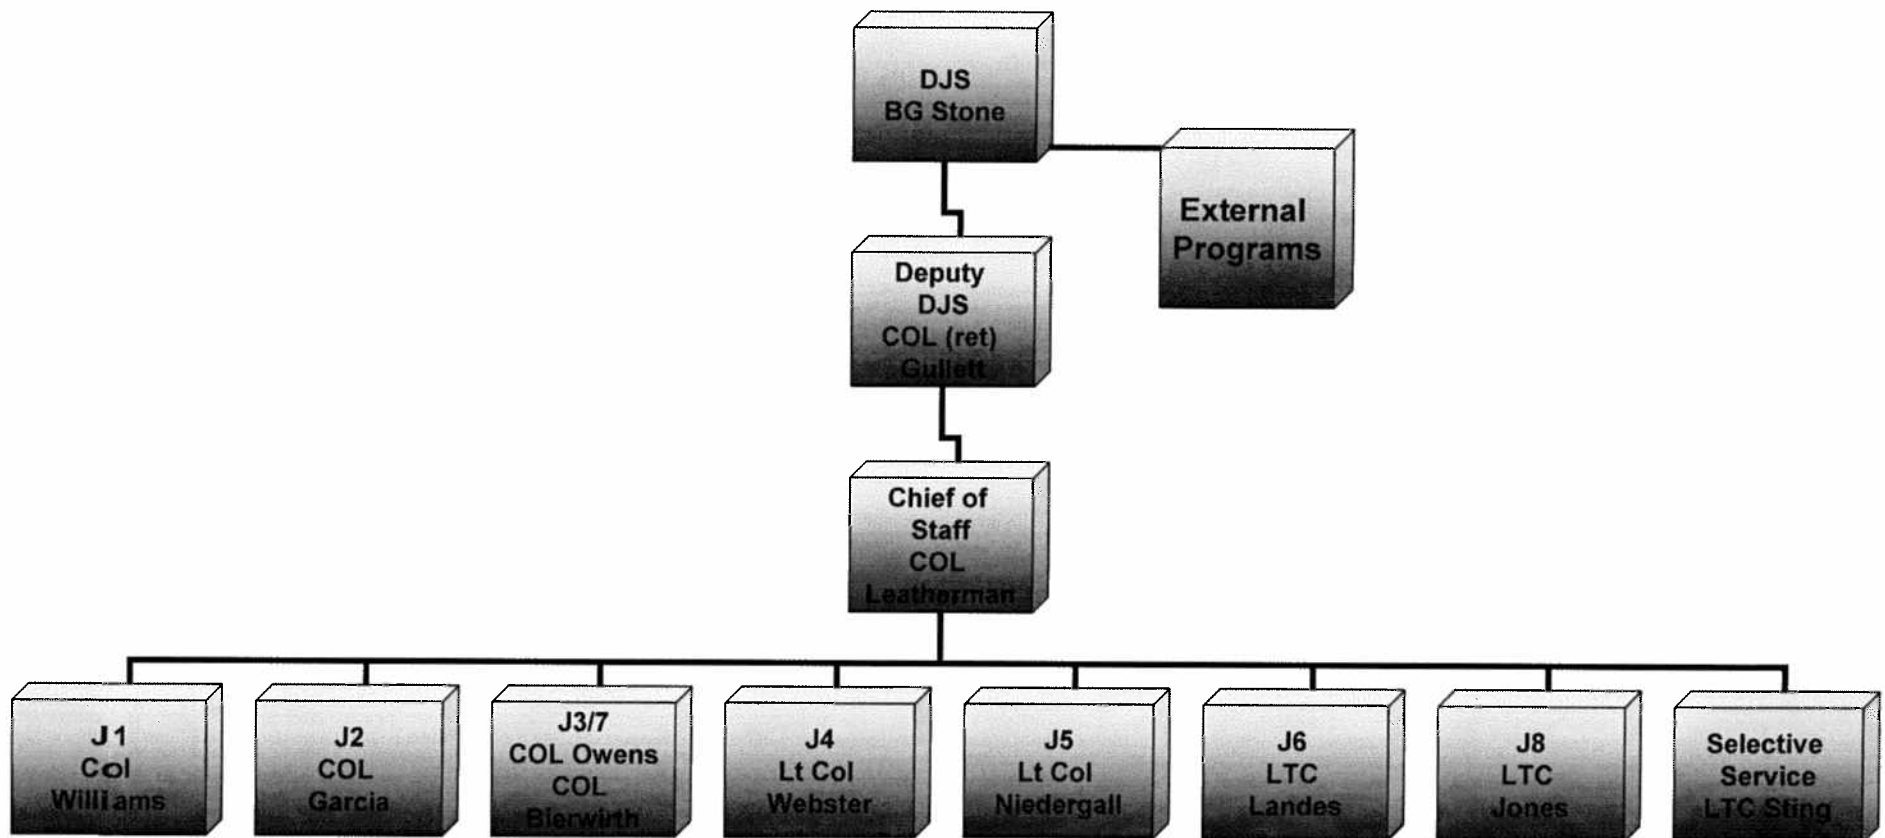 DJS
BG Stone
External
Programs
Deputy
DJS
COL (ret)
Gullett
Chief of
Staff
COL
Leatherman
J1
Col
Williams
J2
COL
Garcia
J3/7
COL Owens
COL
Bierwirth
J4
Lt Col
Webster
J5
Lt Col
Niedergall
J6
LTC
Landes
J8
LTC
Jones
Selective
Service
LTC Sting